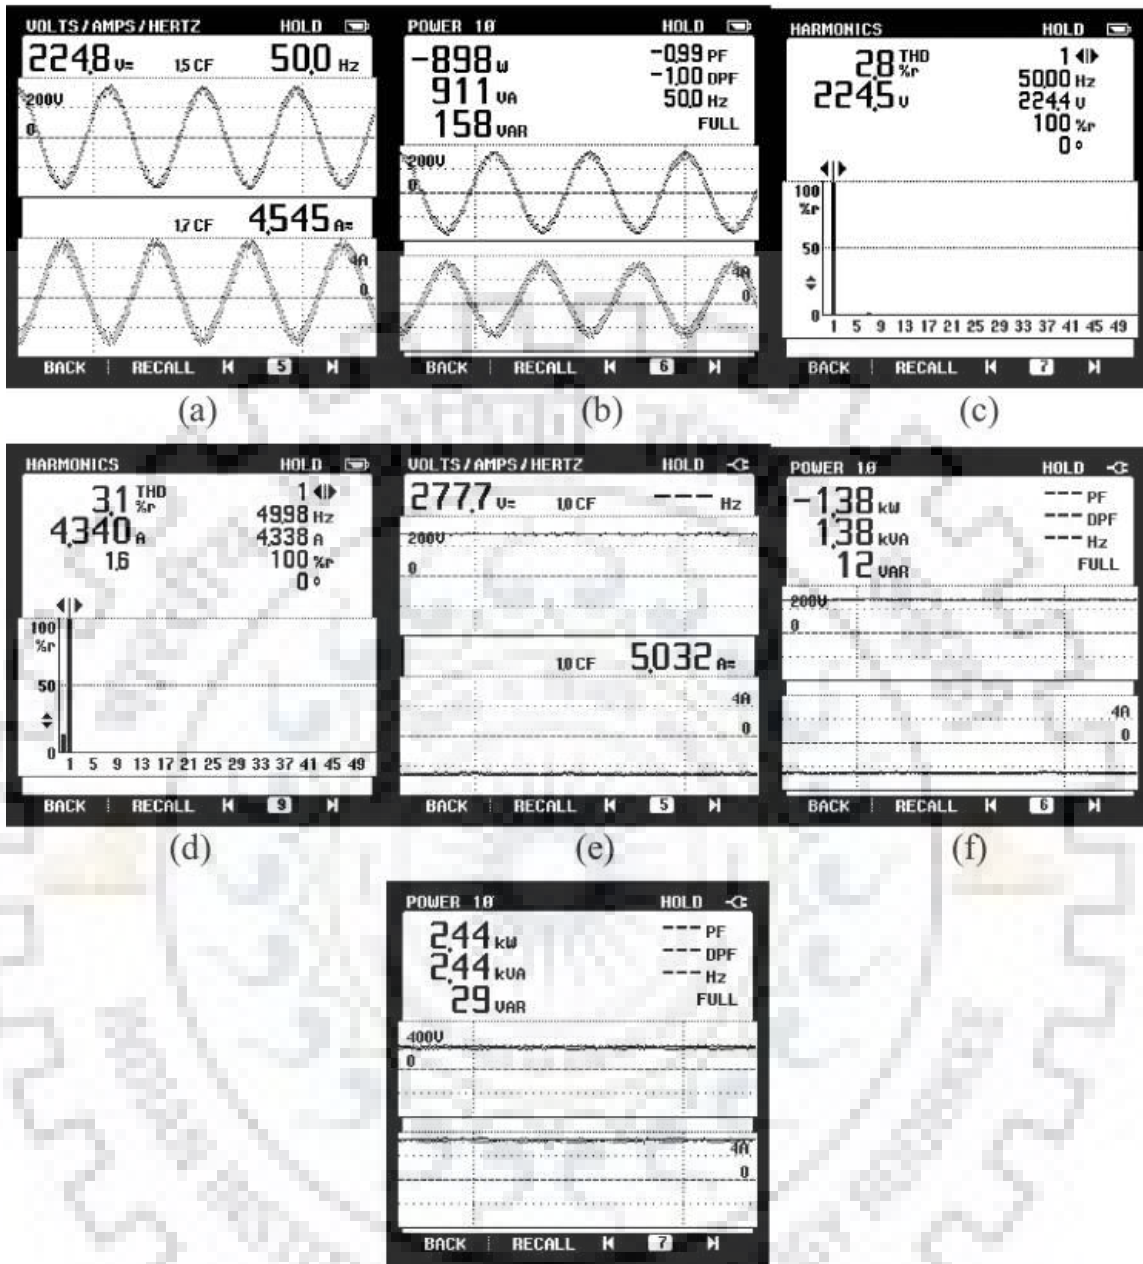 VOLTS/AMPS/HERTZ HOLD
224.8 V≂ 1.5 CF 50.0 Hz
200V
0
1.7 CF 4.545 A≂
4A
0
BACK RECALL 5
(a)
POWER 1Ø HOLD
-898 W -0.99 PF
911 VA -1.00 DPF
158 VAR 50.0 Hz
FULL
200V
0
4A
0
BACK RECALL 6
(b)
HARMONICS HOLD
2.8 THD %r 1
224.5 V 50.00 Hz
224.4 V
100 %r
0 °
100
%r
50
0
1 5 9 13 17 21 25 29 33 37 41 45 49
BACK RECALL 7
(c)
HARMONICS HOLD
3.1 THD %r 1
4.340 A 49.98 Hz
1.6 4.338 A
100 %r
0 °
100
%r
50
0
1 5 9 13 17 21 25 29 33 37 41 45 49
BACK RECALL 9
(d)
VOLTS/AMPS/HERTZ HOLD
277.7 V≂ 1.0 CF --- Hz
200V
0
1.0 CF 5.032 A≂
4A
0
BACK RECALL 5
(e)
POWER 1Ø HOLD
-1.38 kW --- PF
1.38 kVA --- DPF
12 VAR --- Hz
FULL
200V
0
4A
0
BACK RECALL 6
(f)
POWER 1Ø HOLD
2.44 kW --- PF
2.44 kVA --- DPF
29 VAR --- Hz
FULL
400V
0
4A
0
BACK RECALL 7